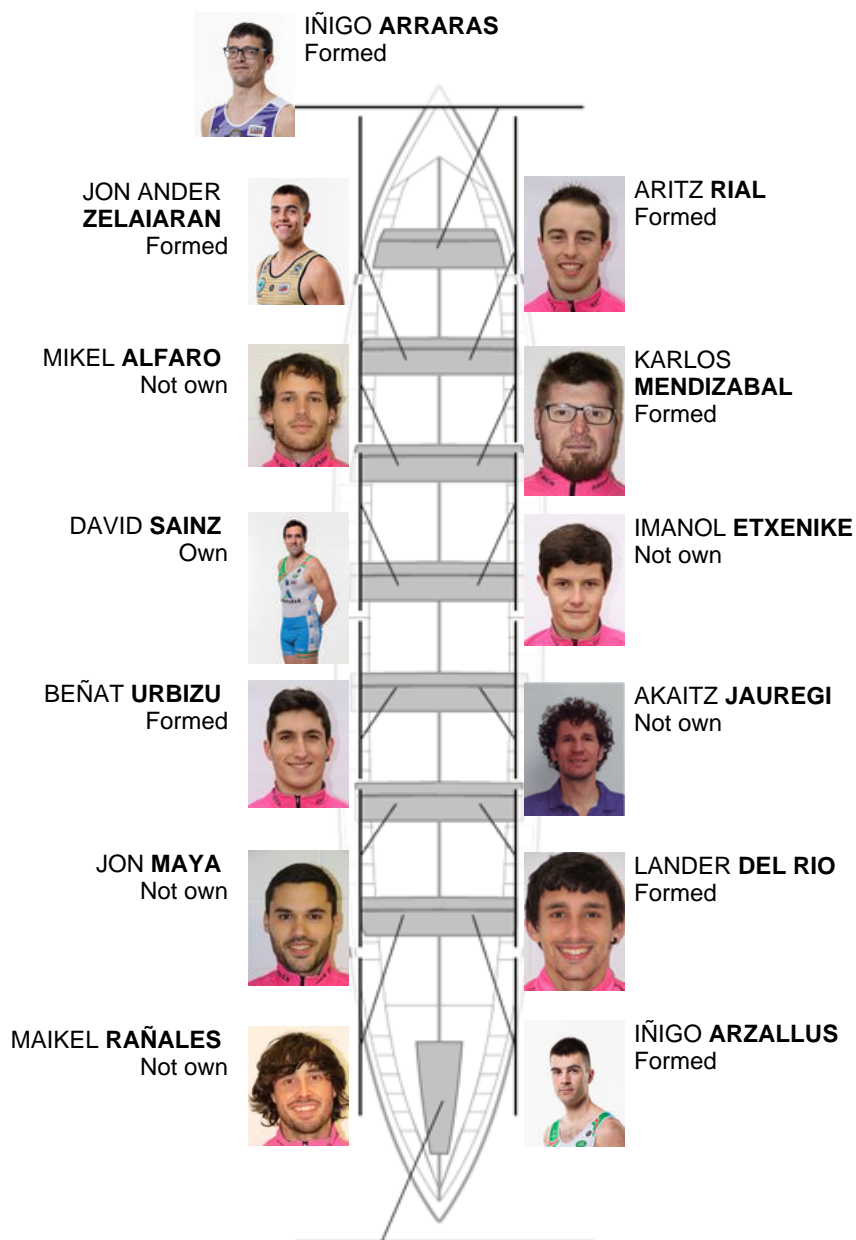 IÑIGO ARRARAS
Formed
JON ANDER
ZELAIARAN
Formed
ARITZ RIAL
Formed
MIKEL ALFARO
Not own
KARLOS
MENDIZABAL
Formed
DAVID SAINZ
Own
IMANOL ETXENIKE
Not own
BEÑAT URBIZU
Formed
AKAITZ JAUREGI
Not own
JON MAYA
Not own
LANDER DEL RIO
Formed
MAIKEL RAÑALES
Not own
IÑIGO ARZALLUS
Formed